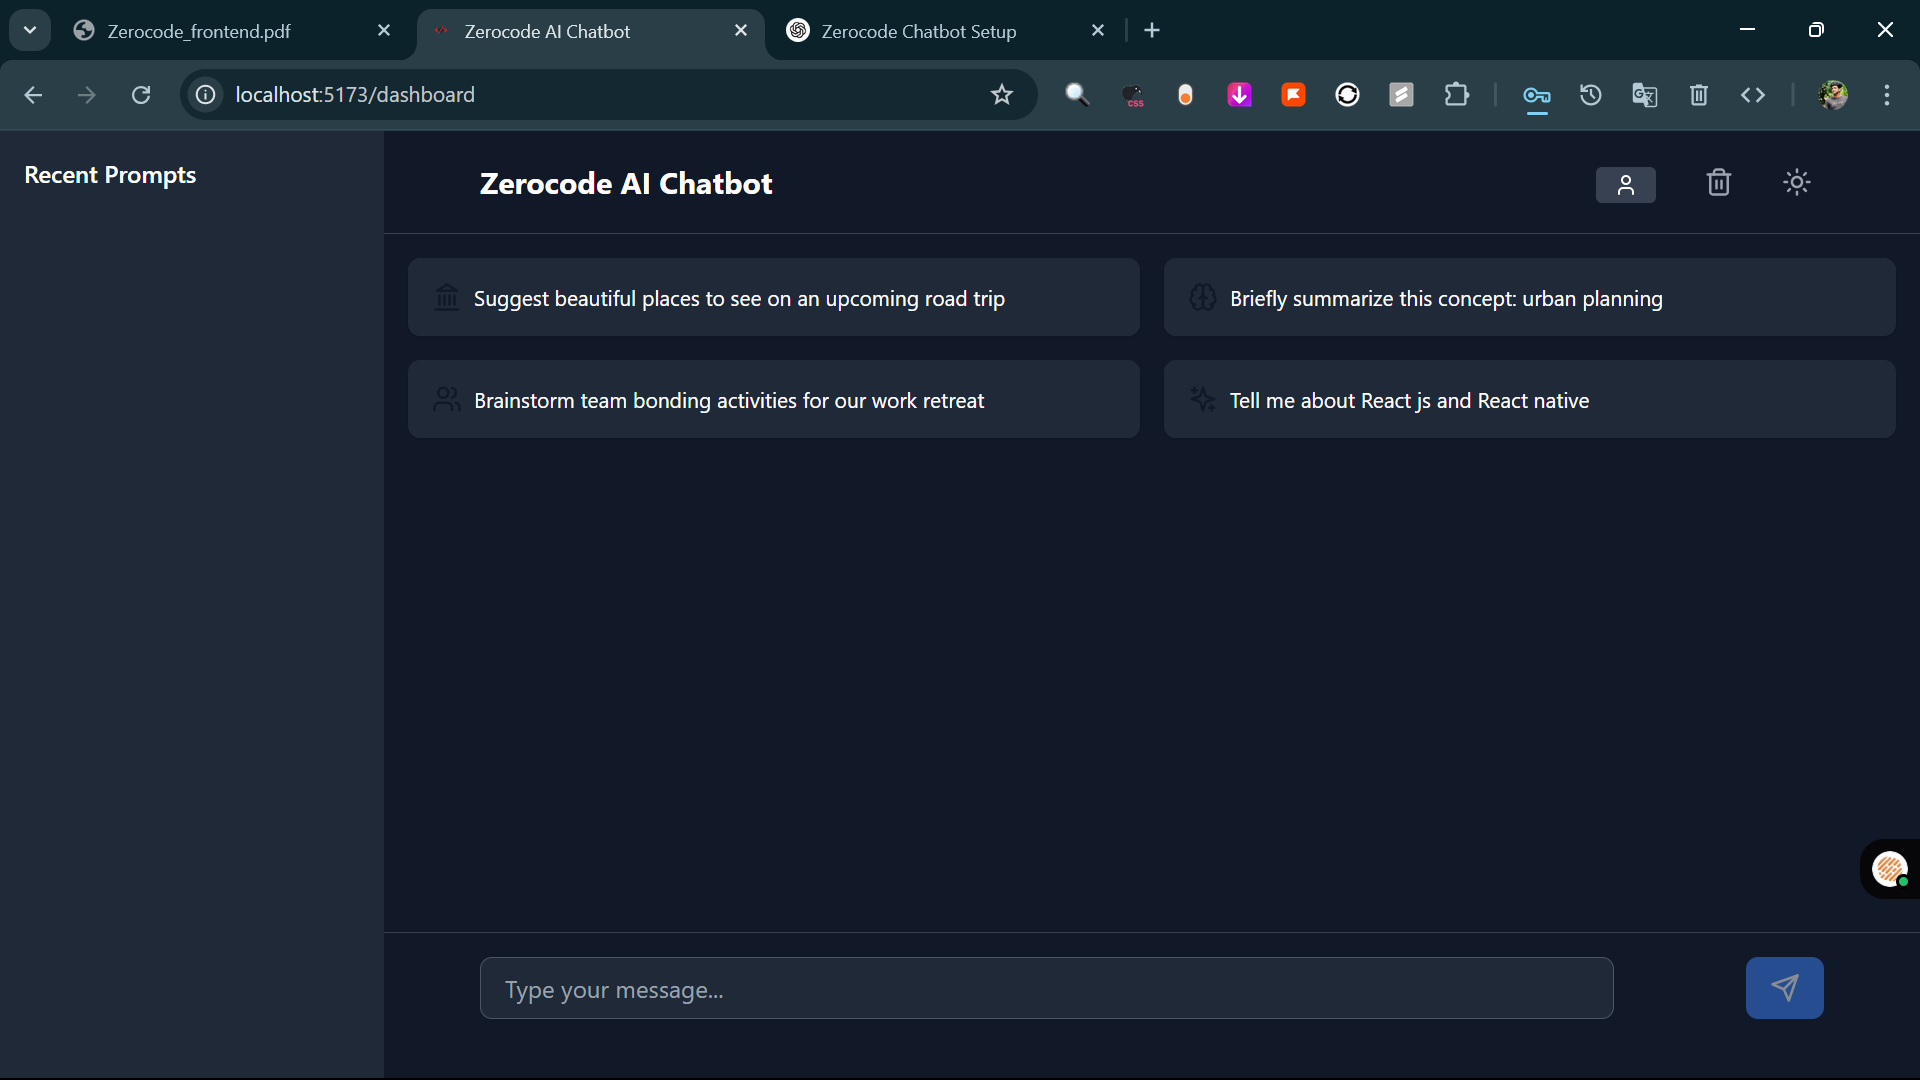 Zerocode_frontend.pdf
Zerocode AI Chatbot
Zerocode Chatbot Setup
localhost:5173/dashboard
css
Recent Prompts
Zerocode AI Chatbot
Suggest beautiful places to see on an upcoming road trip
Briefly summarize this concept: urban planning
Brainstorm team bonding activities for our work retreat
Tell me about React js and React native
Type your message...